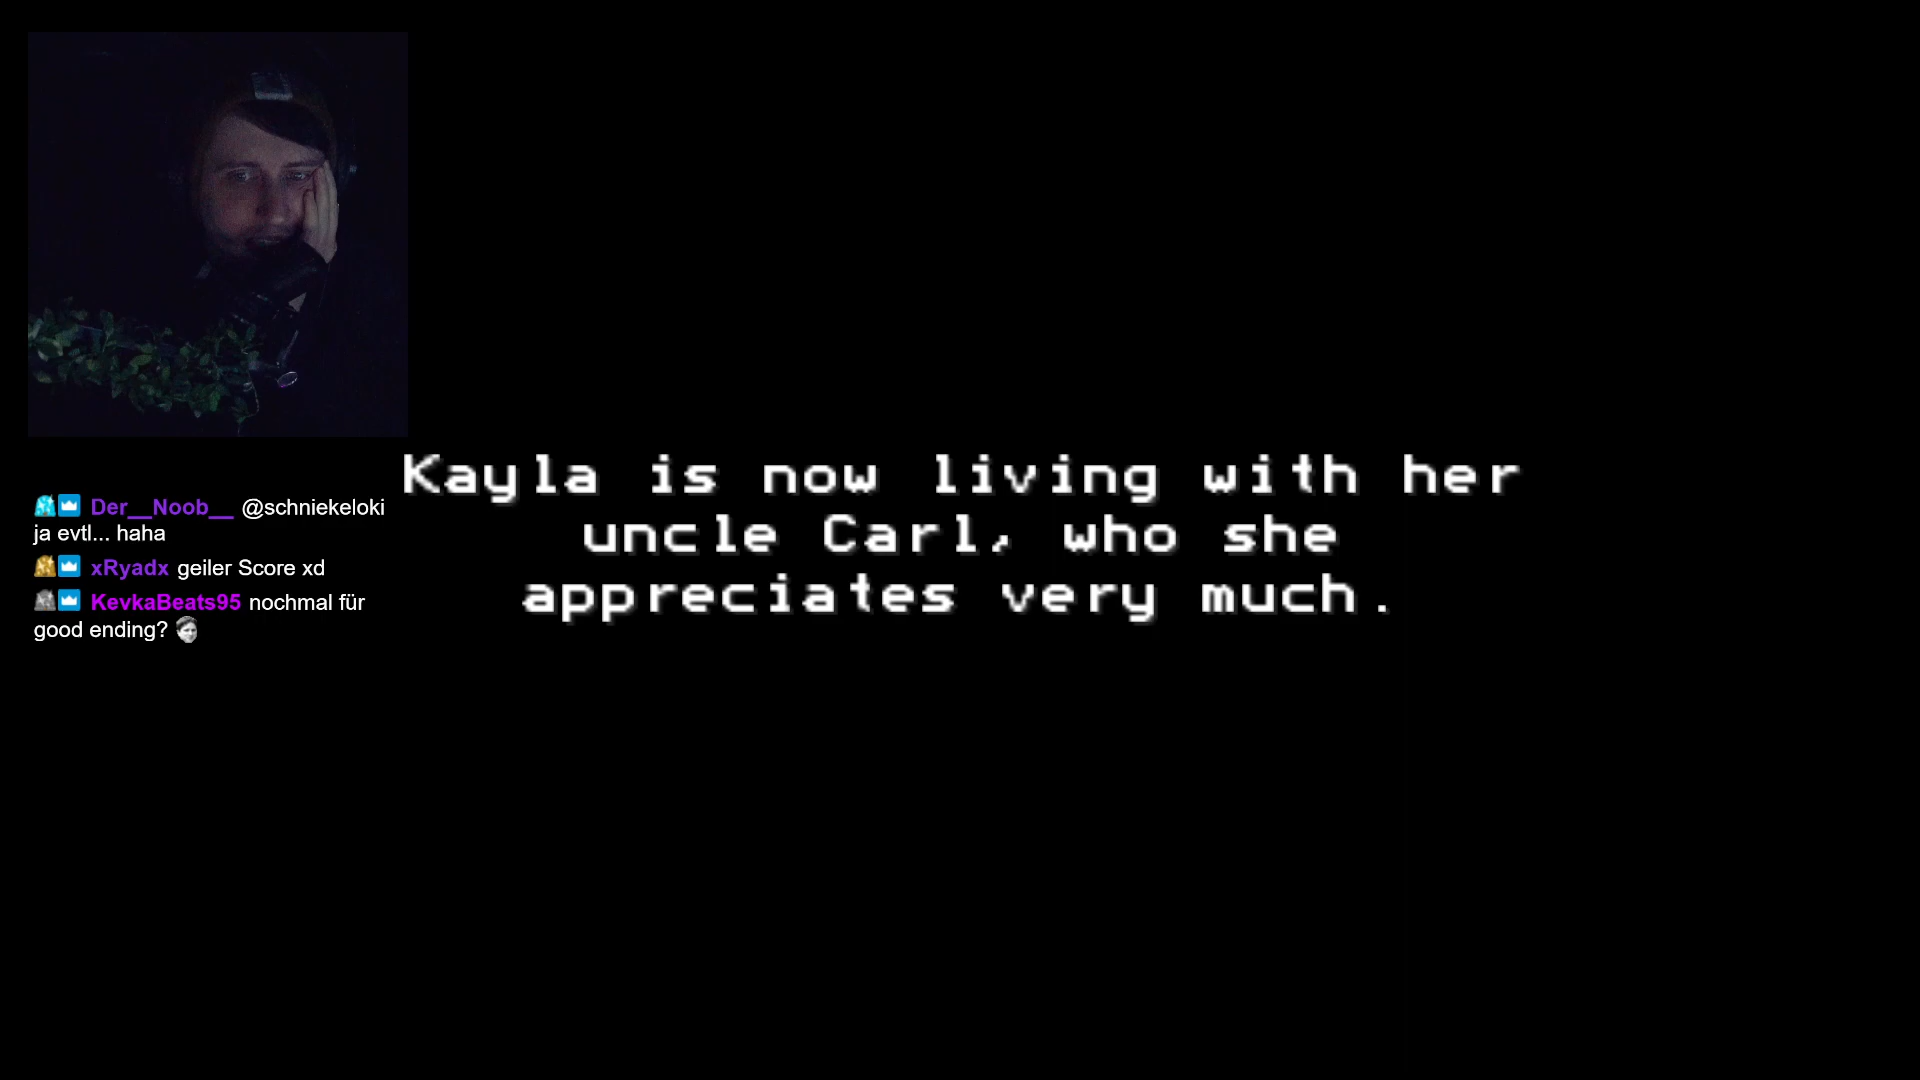 Der__Noob__ @schniekeloki
ja evtl... haha
xRyadx geiler Score xd
KevkaBeats95 nochmal für
good ending?
Kayla is now living with her
uncle Carl, who she
appreciates very much.